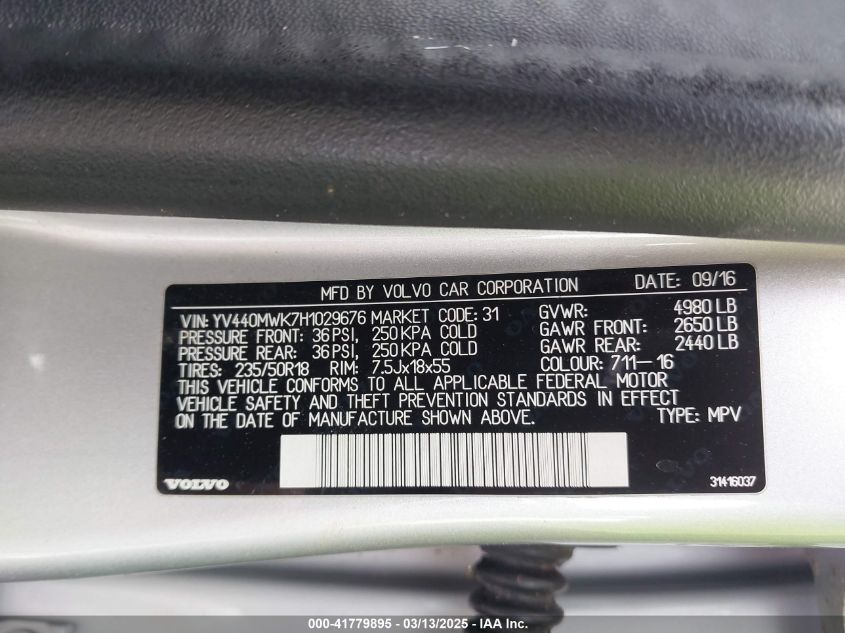 MFD BY VOLVO CAR CORPORATION DATE: 09/16
VIN: YV440MWK7H1029676 MARKET CODE: 31 GVWR: 4980 LB
PRESSURE FRONT: 36 PSI, 250 KPA COLD GAWR FRONT: 2650 LB
PRESSURE REAR: 36 PSI, 250 KPA COLD GAWR REAR: 2440 LB
TIRES: 235/50R18 RIM: 7.5Jx18x55 COLOUR: 711-16
THIS VEHICLE CONFORMS TO ALL APPLICABLE FEDERAL MOTOR
VEHICLE SAFETY AND THEFT PREVENTION STANDARDS IN EFFECT
ON THE DATE OF MANUFACTURE SHOWN ABOVE. TYPE: MPV
VOLVO 31416037
000-41779895 - 03/13/2025 - IAA Inc.